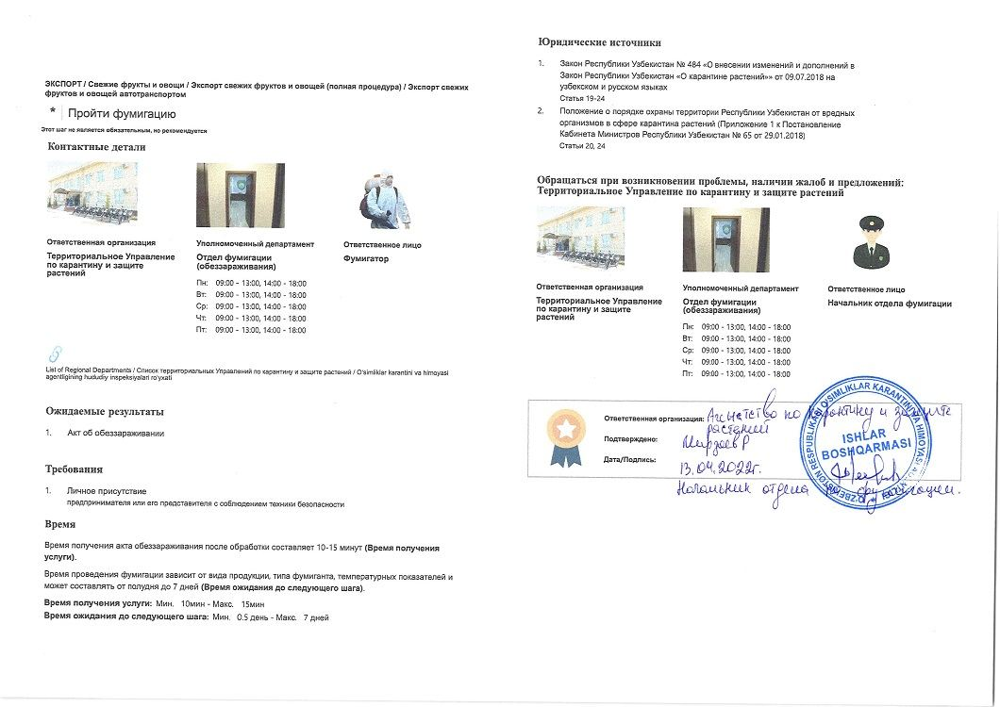 ЭКСПОРТ / Свежие фрукты и овощи / Экспорт свежих фруктов и овощей (полная процедура) / Экспорт свежих
фруктов и овощей автотранспортом
* Пройти фумигацию
Этот шаг не является обязательным, но рекомендуется
Контактные детали
Ответственная организация
Территориальное Управление
по карантину и защите
растений
Уполномоченный департамент
Отдел фумигации
(обеззараживания)
Пн: 09:00 - 13:00, 14:00 - 18:00
Вт: 09:00 - 13:00, 14:00 - 18:00
Ср: 09:00 - 13:00, 14:00 - 18:00
Чт: 09:00 - 13:00, 14:00 - 18:00
Пт: 09:00 - 13:00, 14:00 - 18:00
Ответственное лицо
Фумигатор
List of Regional Departments / Список территориальных Управлений по карантину и защите растений / O'simliklar karantini va himoyasi
agentligining hududiy inspeksiyalari ro'yxati
Ожидаемые результаты
1. Акт об обеззараживании
Требования
1. Личное присутствие
предпринимателя или его представителя с соблюдением техники безопасности
Время
Время получения акта обеззараживания после обработки составляет 10-15 минут (Время получения
услуги).
Время проведения фумигации зависит от вида продукции, типа фумиганта, температурных показателей и
может составлять от полудня до 7 дней (Время ожидания до следующего шага).
Время получения услуги: Мин. 10мин - Макс. 15мин
Время ожидания до следующего шага: Мин. 0.5 день - Макс. 7 дней
Юридические источники
1. Закон Республики Узбекистан № 484 «О внесении изменений и дополнений в
Закон Республики Узбекистан «О карантине растений»» от 09.07.2018 на
узбекском и русском языках
Статья 19-24
2. Положение о порядке охраны территории Республики Узбекистан от вредных
организмов в сфере карантина растений (Приложение 1 к Постановление
Кабинета Министров Республики Узбекистан № 65 от 29.01.2018)
Статьи 20, 24
Обращаться при возникновении проблемы, наличии жалоб и предложений:
Территориальное Управление по карантину и защите растений
Ответственная организация
Территориальное Управление
по карантину и защите
растений
Уполномоченный департамент
Отдел фумигации
(обеззараживания)
Пн: 09:00 - 13:00, 14:00 - 18:00
Вт: 09:00 - 13:00, 14:00 - 18:00
Ср: 09:00 - 13:00, 14:00 - 18:00
Чт: 09:00 - 13:00, 14:00 - 18:00
Пт: 09:00 - 13:00, 14:00 - 18:00
Ответственное лицо
Начальник отдела фумигации
Ответственная организация: Агентство по карантину и защите
растений
Подтверждено: Мирзаев Р
Дата/Подпись: 13.04.2022г.
Начальник отдела по фумигации.
O'ZBEKISTON RESPUBLIKASI O'SIMLIKLAR KARANTINI VA HIMOYASI
ISHLAR
BOSHQARMASI